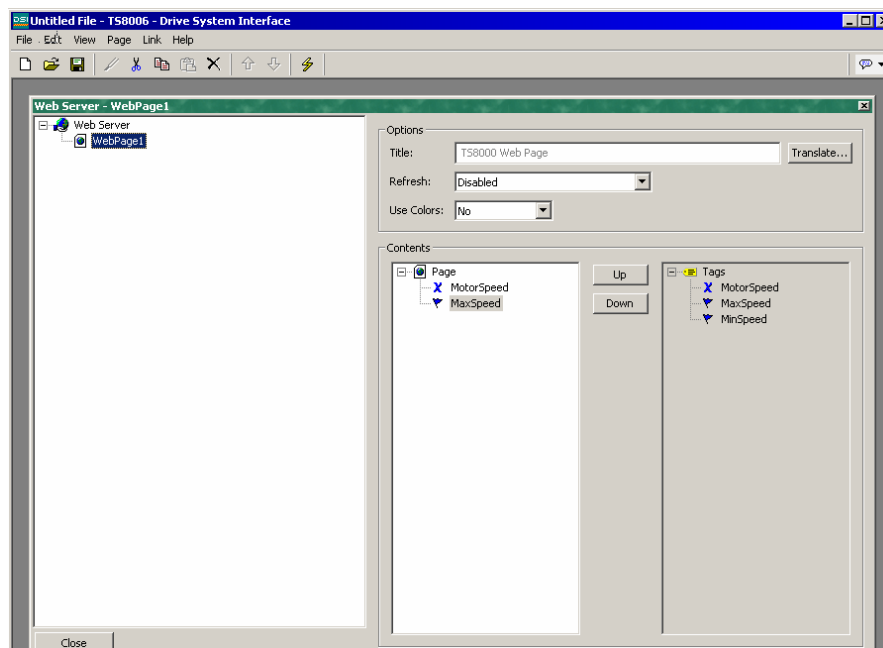 DSI Untitled File - TS8006 - Drive System Interface
File Edit View Page Link Help
Web Server - WebPage1
Web Server
WebPage1
Options
Title: TS8000 Web Page Translate...
Refresh: Disabled
Use Colors: No
Contents
Page
MotorSpeed
MaxSpeed
Up
Down
Tags
MotorSpeed
MaxSpeed
MinSpeed
Close